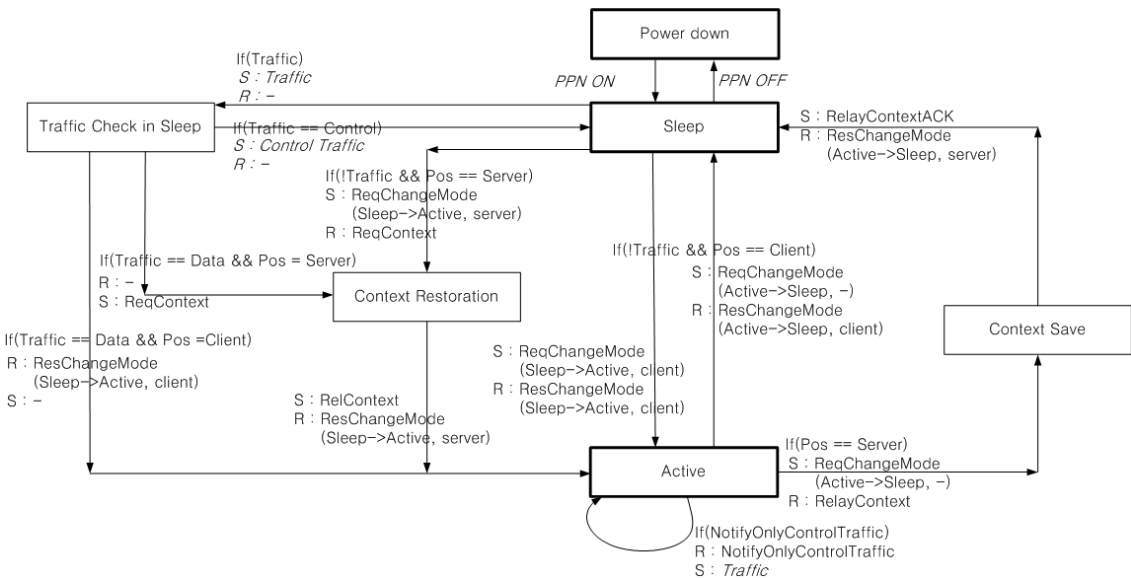 Power down
If(Traffic)
S : Traffic
R : -
PPN ON
PPN OFF
Traffic Check in Sleep
If(Traffic == Control)
S : Control Traffic
R : -
Sleep
S : RelayContextACK
R : ResChangeMode
(Active->Sleep, server)
If(!Traffic && Pos == Server)
S : ReqChangeMode
(Sleep->Active, server)
R : ReqContext
If(!Traffic && Pos == Client)
S : ReqChangeMode
(Active->Sleep, -)
R : ResChangeMode
(Active->Sleep, client)
If(Traffic == Data && Pos = Server)
R : -
S : ReqContext
Context Restoration
Context Save
If(Traffic == Data && Pos =Client)
R : ResChangeMode
(Sleep->Active, client)
S : -
S : ReqChangeMode
(Sleep->Active, client)
R : ResChangeMode
(Sleep->Active, client)
S : RelContext
R : ResChangeMode
(Sleep->Active, server)
Active
If(Pos == Server)
S : ReqChangeMode
(Active->Sleep, -)
R : RelayContext
If(NotifyOnlyControlTraffic)
R : NotifyOnlyControlTraffic
S : Traffic